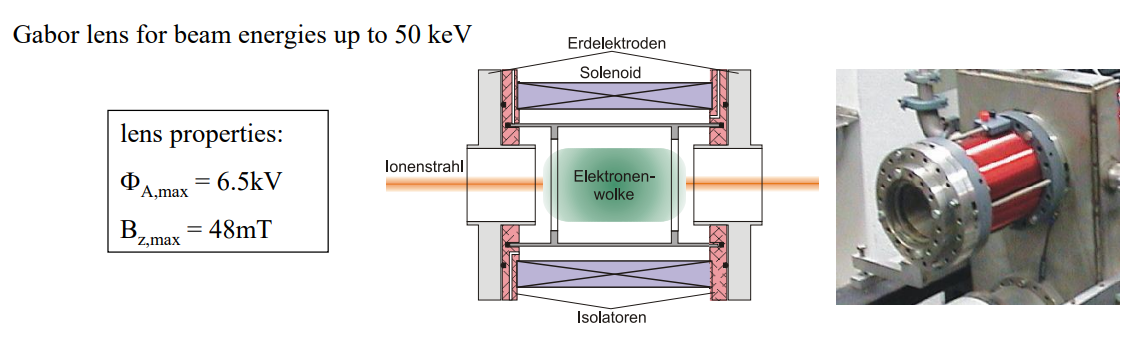 Gabor lens for beam energies up to 50 keV
lens properties:
ΦA,max = 6.5kV
Bz,max = 48mT
Erdelektroden
Solenoid
Ionenstrahl
Elektronen-
wolke
Isolatoren